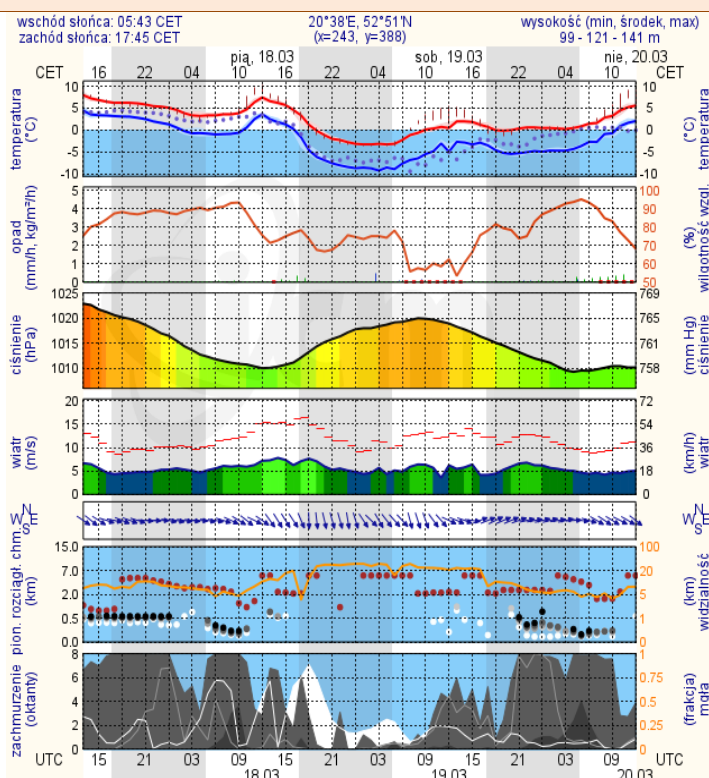 wschód słońca: 05:43 CET
zachód słońca: 17:45 CET
20°38'E, 52°51'N
(x=243, y=388)
wysokość (min, środek, max)
99 - 121 - 141 m
pią, 18.03 sob, 19.03 nie, 20.03
CET 16 22 04 10 16 22 04 10 16 22 04 10 CET
temperatura
(°C)
10
5
0
-5
-10
10
5
0
-5
-10
(°C)
temperatura
opad
(mm/h, kg/m²/h)
5
4
3
2
1
0
100
90
80
70
60
50
(%)
wilgotność wzgl.
ciśnienie
(hPa)
1025
1020
1015
1010
769
765
761
758
(mm Hg)
ciśnienie
wiatr
(m/s)
20
15
10
5
0
72
54
36
18
0
(km/h)
wiatr
N
W E
S
N
W E
S
pion. rozciągł. chm.
(km)
15.0
7.0
2.0
0.5
0.0
100
20
5
1
0
(km)
widzialność
zachmurzenie
(oktanty)
8
6
4
2
0
1
0.75
0.5
0.25
0
(frakcja)
mgła
UTC 15 21 03 09 15 21 03 09 15 21 03 09 UTC
18.03 19.03 20.03